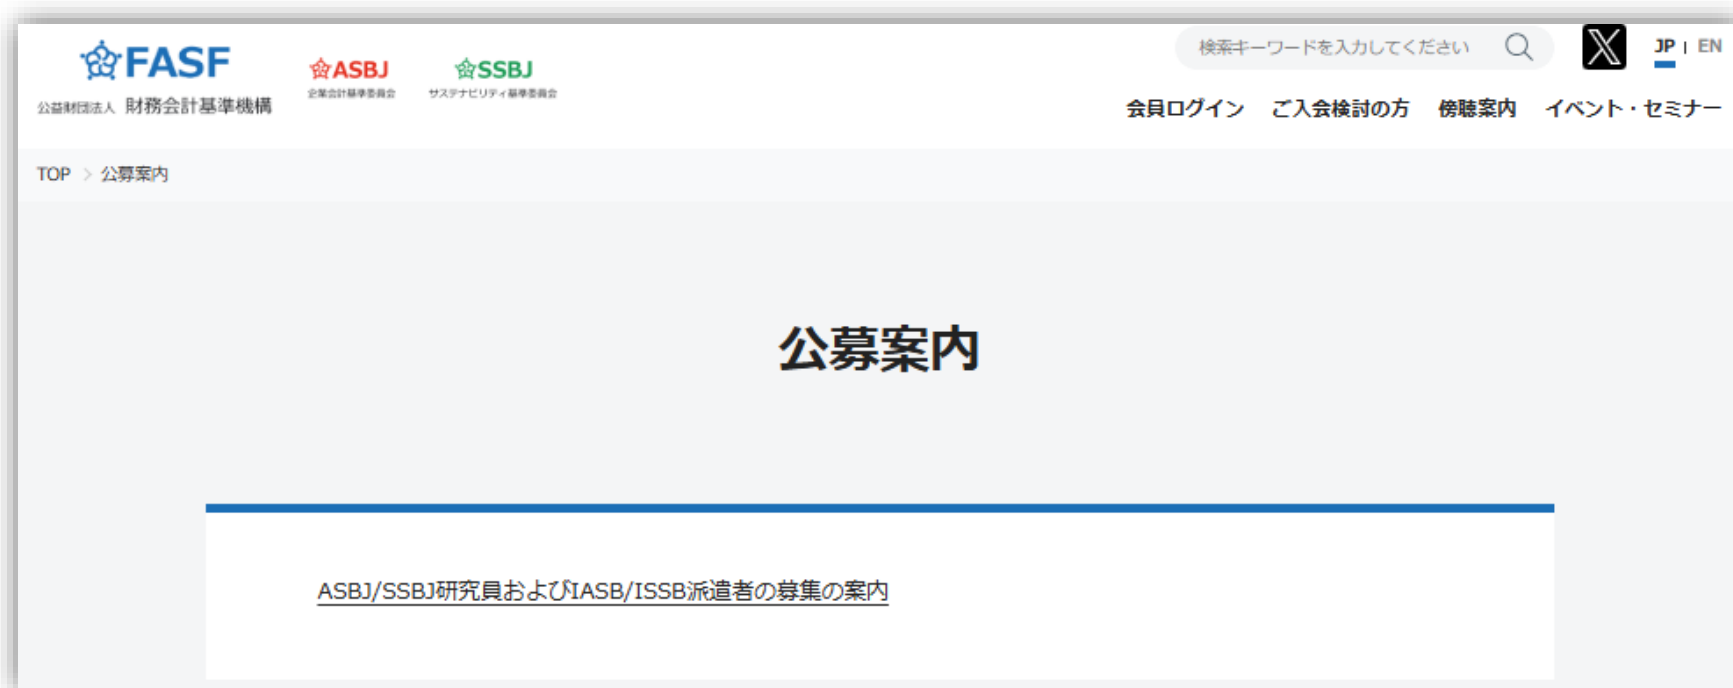 FASF
公益財団法人 財務会計基準機構
ASBJ
企業会計基準委員会
SSBJ
サステナビリティ基準委員会
検索キーワードを入力してください
JP | EN
会員ログイン ご入会検討の方 傍聴案内 イベント・セミナー
TOP > 公募案内
公募案内
ASBJ/SSBJ研究員およびIASB/ISSB派遣者の募集の案内